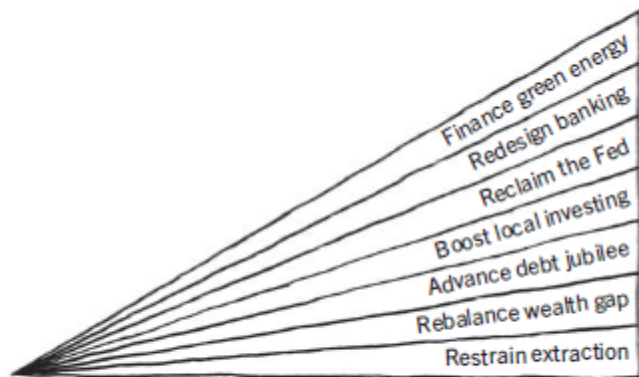 Finance green energy
Redesign banking
Reclaim the Fed
Boost local investing
Advance debt jubilee
Rebalance wealth gap
Restrain extraction